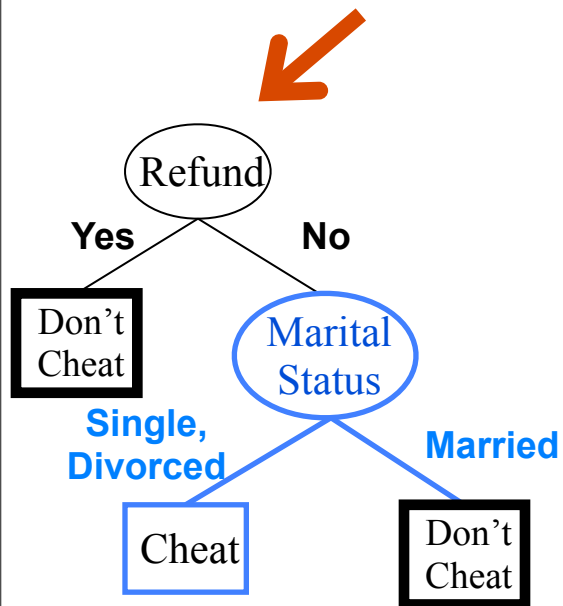 Refund
Yes
No
Don’t
Cheat
Marital
Status
Single,
Divorced
Married
Cheat
Don’t
Cheat